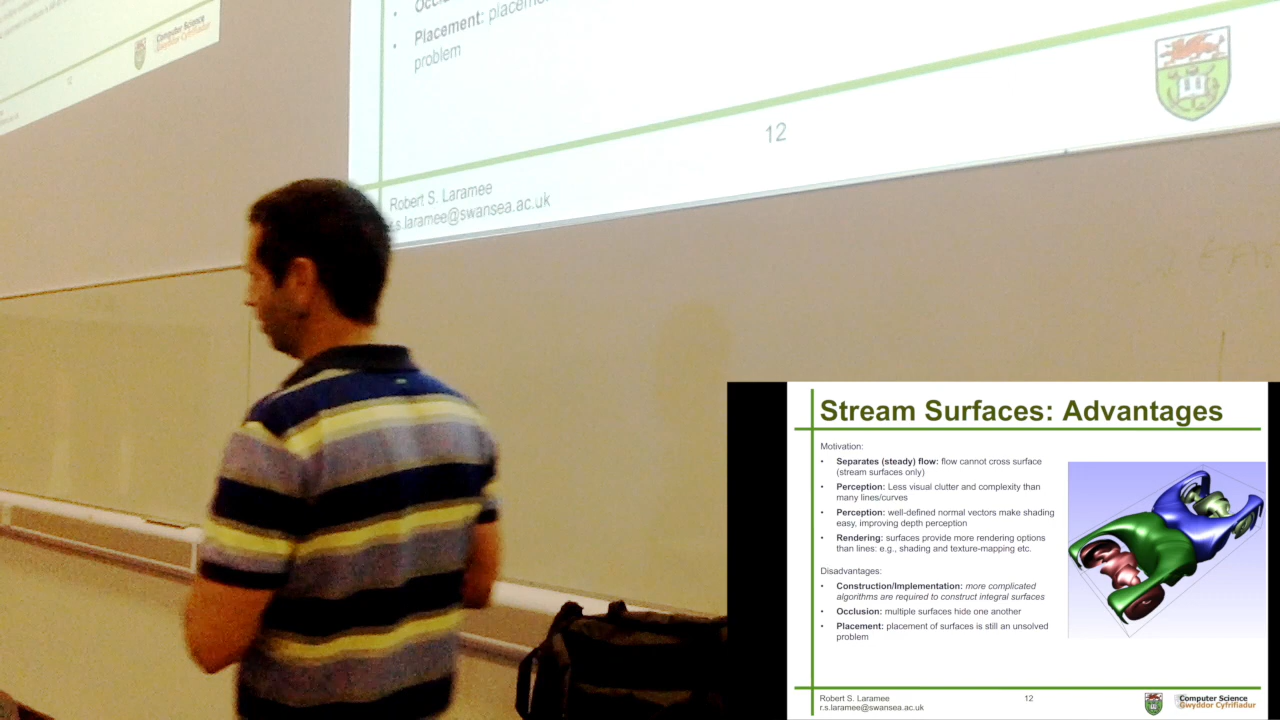 Computer Science
Gwyddor Cyfrifiadur
Placement:
problem
12
Robert S. Laramee
r.s.laramee@swansea.ac.uk
Stream Surfaces: Advantages
Motivation:
• Separates (steady) flow: flow cannot cross surface
(stream surfaces only)
• Perception: Less visual clutter and complexity than
many lines/curves
• Perception: well-defined normal vectors make shading
easy, improving depth perception
• Rendering: surfaces provide more rendering options
than lines: e.g., shading and texture-mapping etc.
Disadvantages:
• Construction/Implementation: more complicated
algorithms are required to construct integral surfaces
• Occlusion: multiple surfaces hide one another
• Placement: placement of surfaces is still an unsolved
problem
Robert S. Laramee
r.s.laramee@swansea.ac.uk
12
Computer Science
Gwyddor Cyfrifiadur